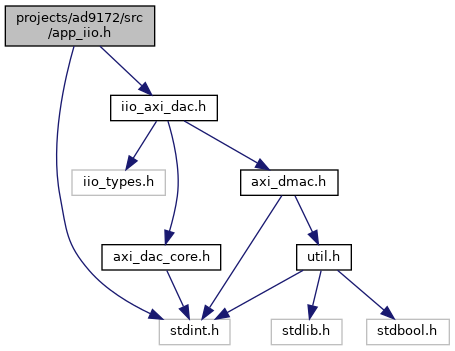 projects/ad9172/src
/app_iio.h
iio_axi_dac.h
iio_types.h
axi_dmac.h
axi_dac_core.h
util.h
stdint.h
stdlib.h
stdbool.h